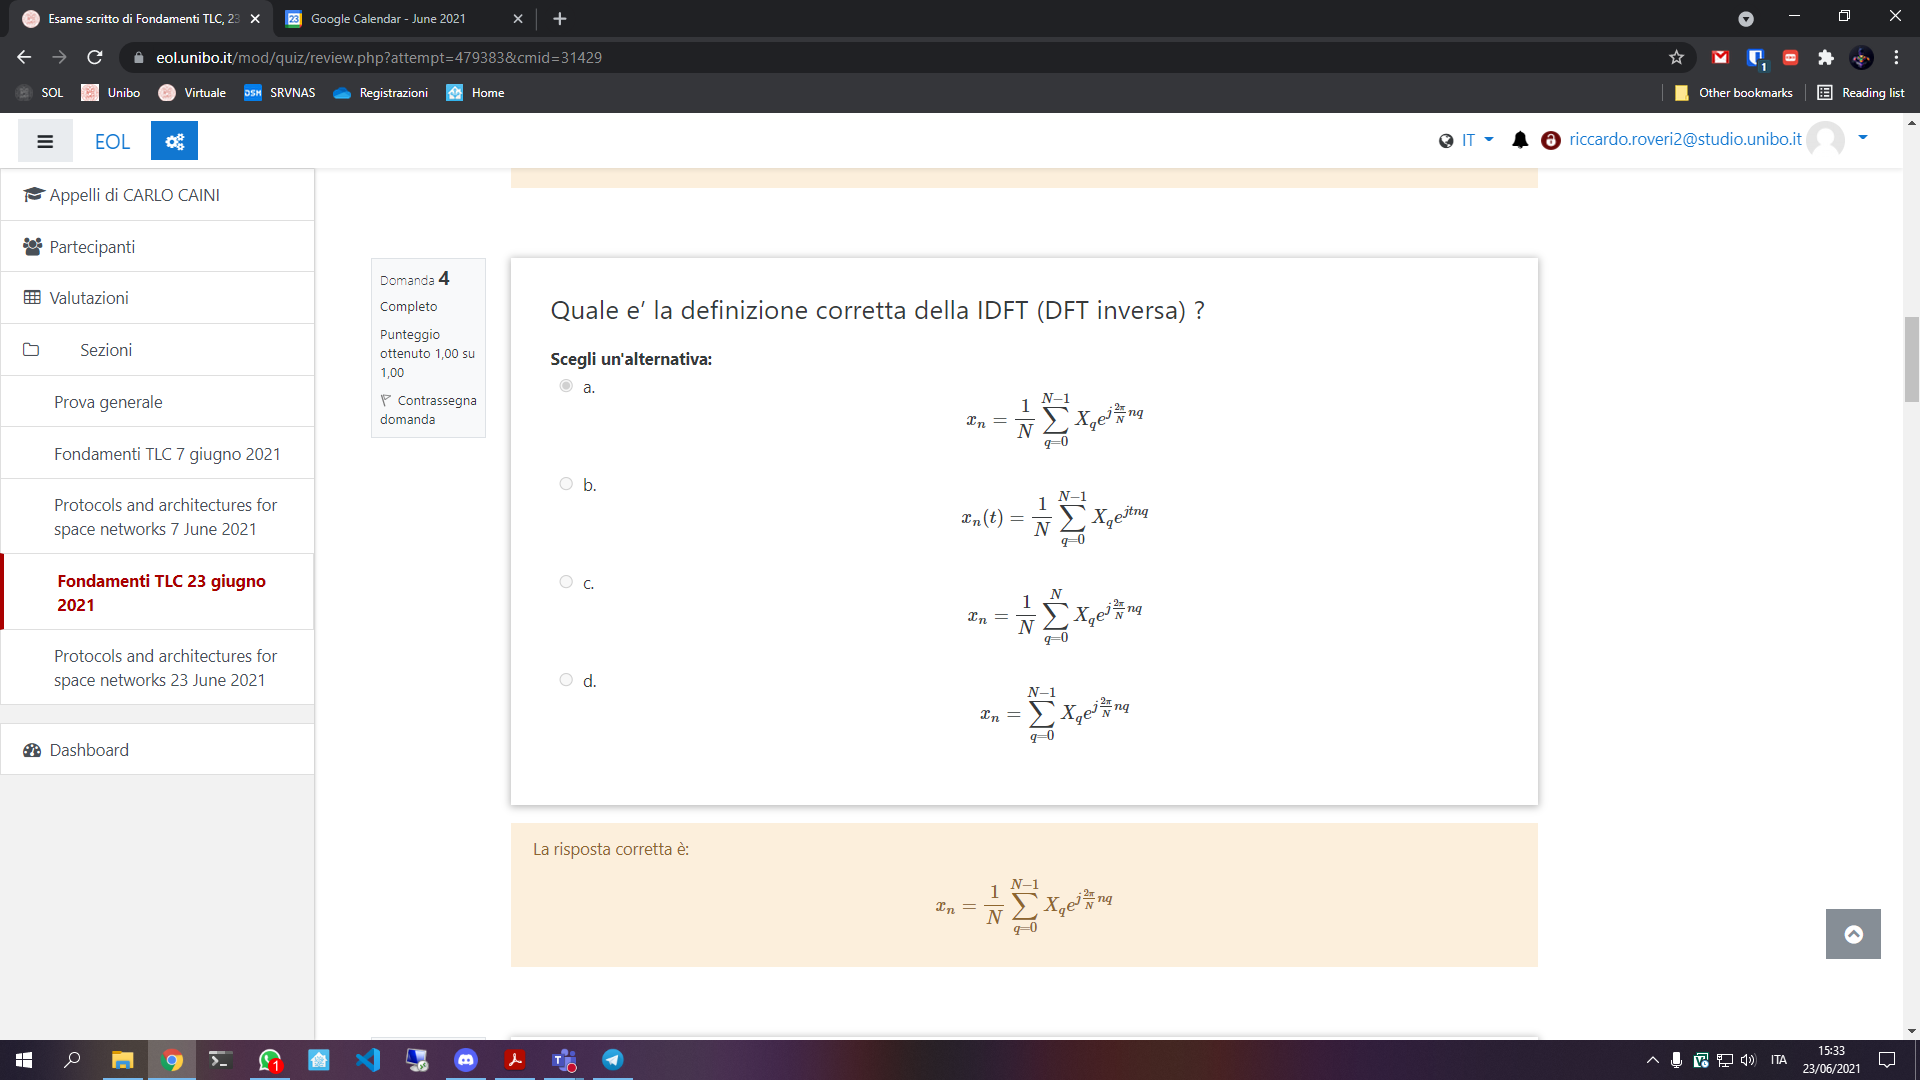 Esame scritto di Fondamenti TLC, 23
Google Calendar - June 2021
eol.unibo.it/mod/quiz/review.php?attempt=479383&cmid=31429
SOL
Unibo
Virtuale
DSM SRVNAS
Registrazioni
Home
Other bookmarks
Reading list
EOL
IT
riccardo.roveri2@studio.unibo.it
Appelli di CARLO CAINI
Partecipanti
Valutazioni
Sezioni
Prova generale
Fondamenti TLC 7 giugno 2021
Protocols and architectures for
space networks 7 June 2021
Fondamenti TLC 23 giugno
2021
Protocols and architectures for
space networks 23 June 2021
Dashboard
Domanda 4
Completo
Punteggio
ottenuto 1,00 su
1,00
Contrassegna
domanda
Quale e’ la definizione corretta della IDFT (DFT inversa) ?
Scegli un'alternativa:
a.
x_n = \frac{1}{N} \sum_{q=0}^{N-1} X_q e^{j\frac{2\pi}{N}nq}
b.
x_n(t) = \frac{1}{N} \sum_{q=0}^{N-1} X_q e^{jtnq}
c.
x_n = \frac{1}{N} \sum_{q=0}^{N} X_q e^{j\frac{2\pi}{N}nq}
d.
x_n = \sum_{q=0}^{N-1} X_q e^{j\frac{2\pi}{N}nq}
La risposta corretta è:
x_n = \frac{1}{N} \sum_{q=0}^{N-1} X_q e^{j\frac{2\pi}{N}nq}
ITA
15:33
23/06/2021